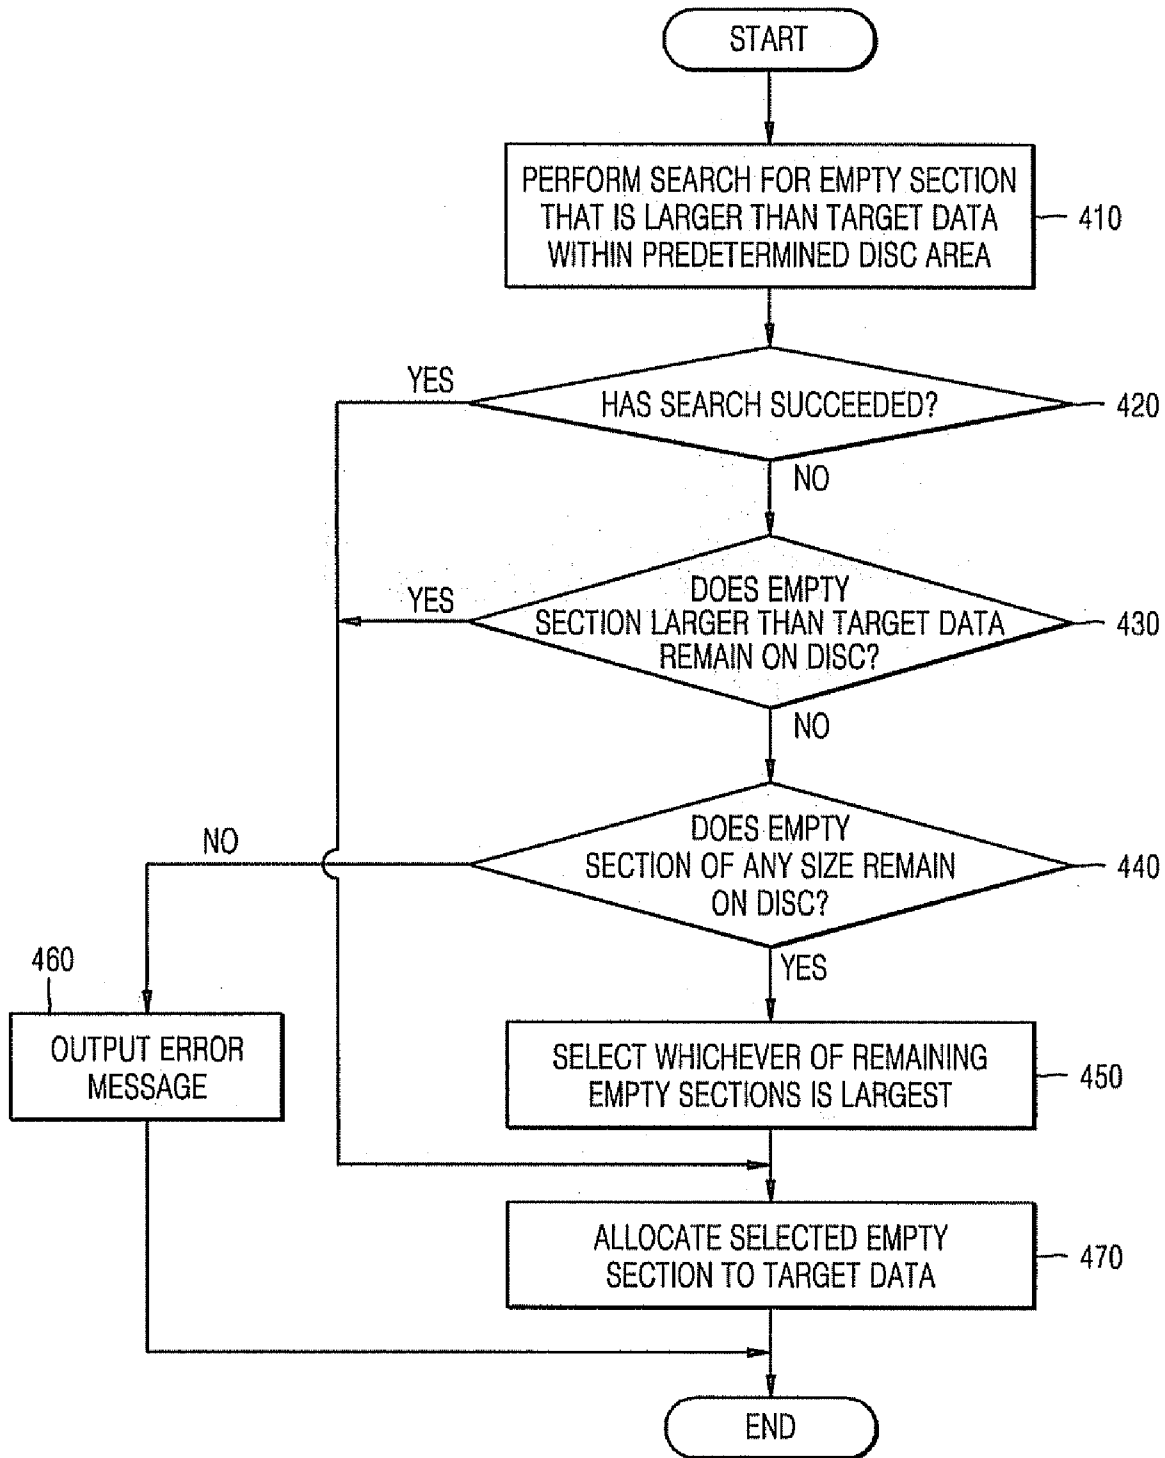 START
PERFORM SEARCH FOR EMPTY SECTION
THAT IS LARGER THAN TARGET DATA
WITHIN PREDETERMINED DISC AREA
410
YES
HAS SEARCH SUCCEEDED?
420
NO
DOES EMPTY
SECTION LARGER THAN TARGET DATA
REMAIN ON DISC?
YES
430
NO
DOES EMPTY
SECTION OF ANY SIZE REMAIN
ON DISC?
NO
440
YES
460
OUTPUT ERROR
MESSAGE
SELECT WHICHEVER OF REMAINING
EMPTY SECTIONS IS LARGEST
450
ALLOCATE SELECTED EMPTY
SECTION TO TARGET DATA
470
END